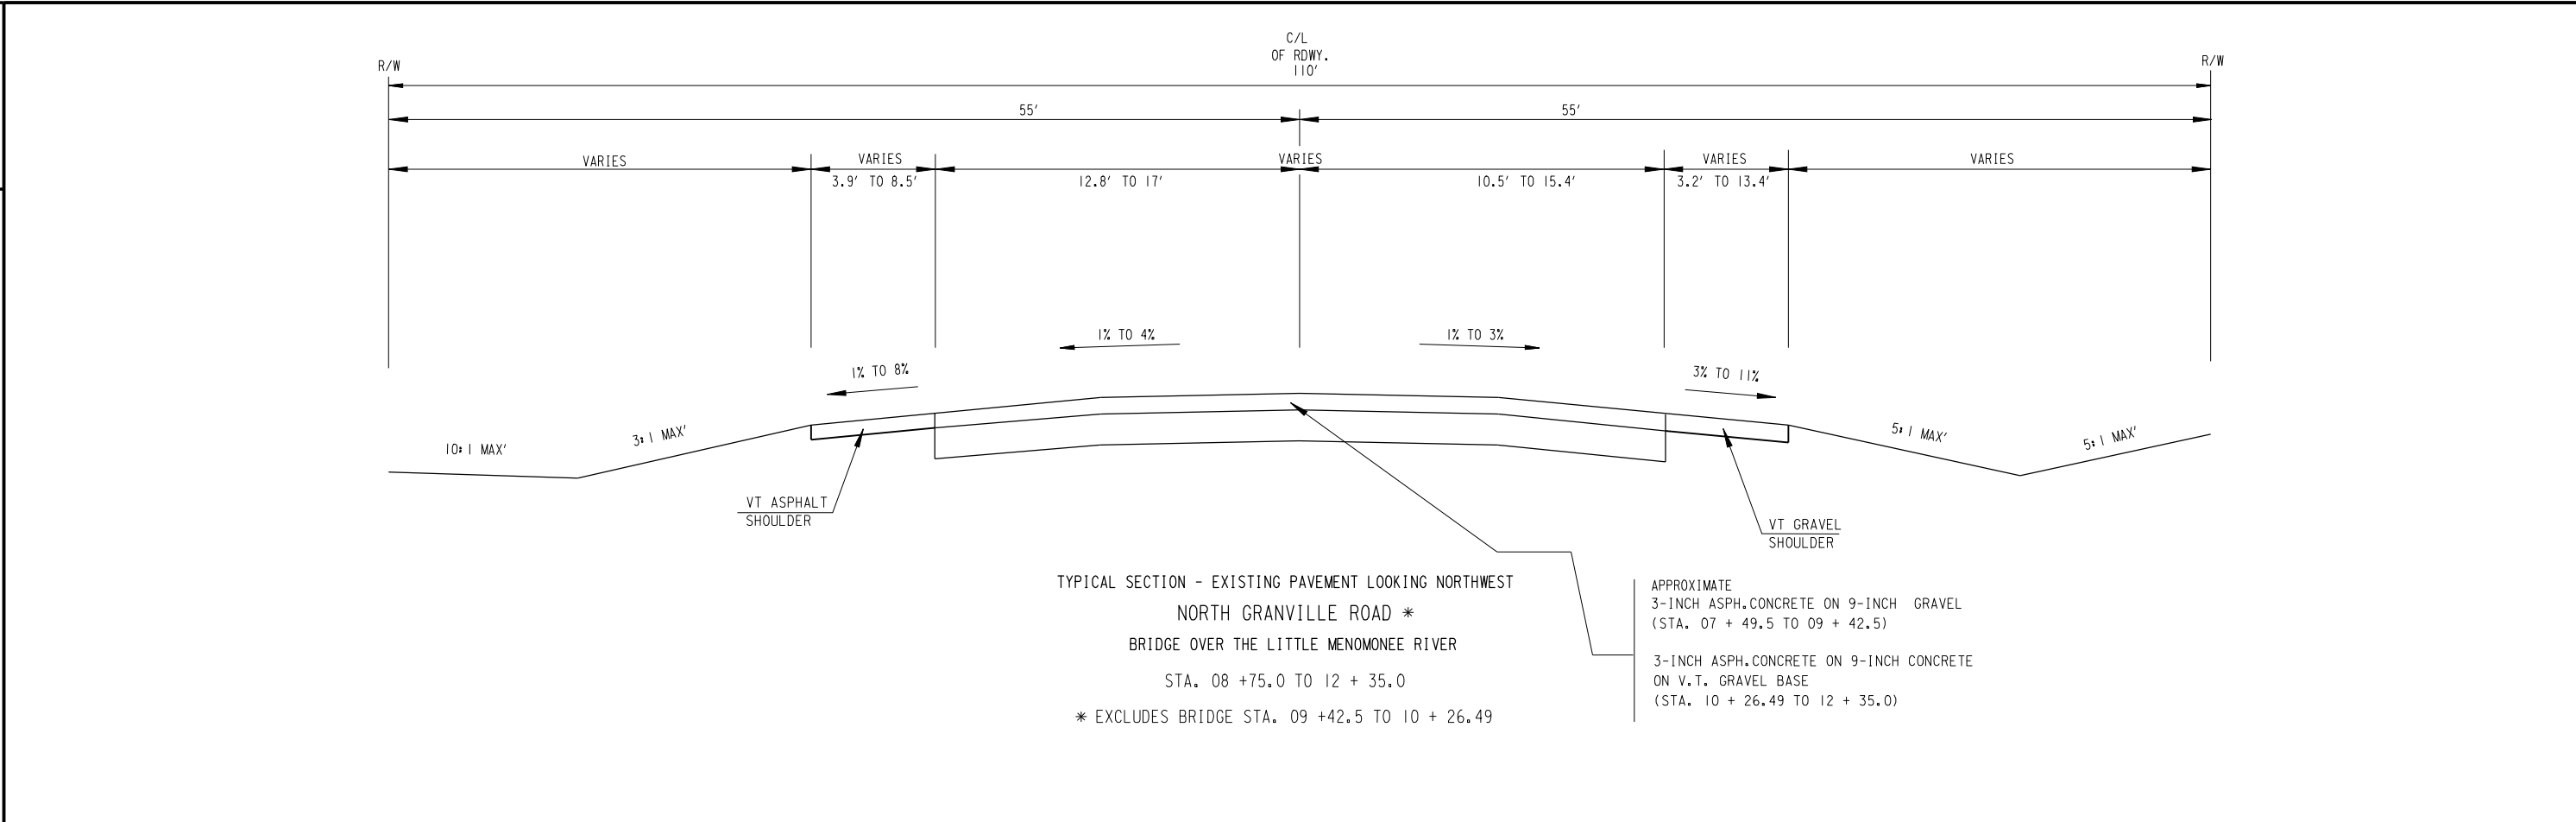 C/L
OF RDWY.
110'
R/W
R/W
55'
55'
VARIES
VARIES
VARIES
VARIES
VARIES
3.9' TO 8.5'
12.8' TO 17'
10.5' TO 15.4'
3.2' TO 13.4'
1% TO 4%
1% TO 3%
1% TO 8%
3% TO 11%
10:1 MAX'
3:1 MAX'
5:1 MAX'
5:1 MAX'
VT ASPHALT
SHOULDER
VT GRAVEL
SHOULDER
TYPICAL SECTION - EXISTING PAVEMENT LOOKING NORTHWEST
NORTH GRANVILLE ROAD *
BRIDGE OVER THE LITTLE MENOMONEE RIVER
STA. 08 +75.0 TO 12 + 35.0
* EXCLUDES BRIDGE STA. 09 +42.5 TO 10 + 26.49
APPROXIMATE
3-INCH ASPH.CONCRETE ON 9-INCH GRAVEL
(STA. 07 + 49.5 TO 09 + 42.5)
3-INCH ASPH.CONCRETE ON 9-INCH CONCRETE
ON V.T. GRAVEL BASE
(STA. 10 + 26.49 TO 12 + 35.0)